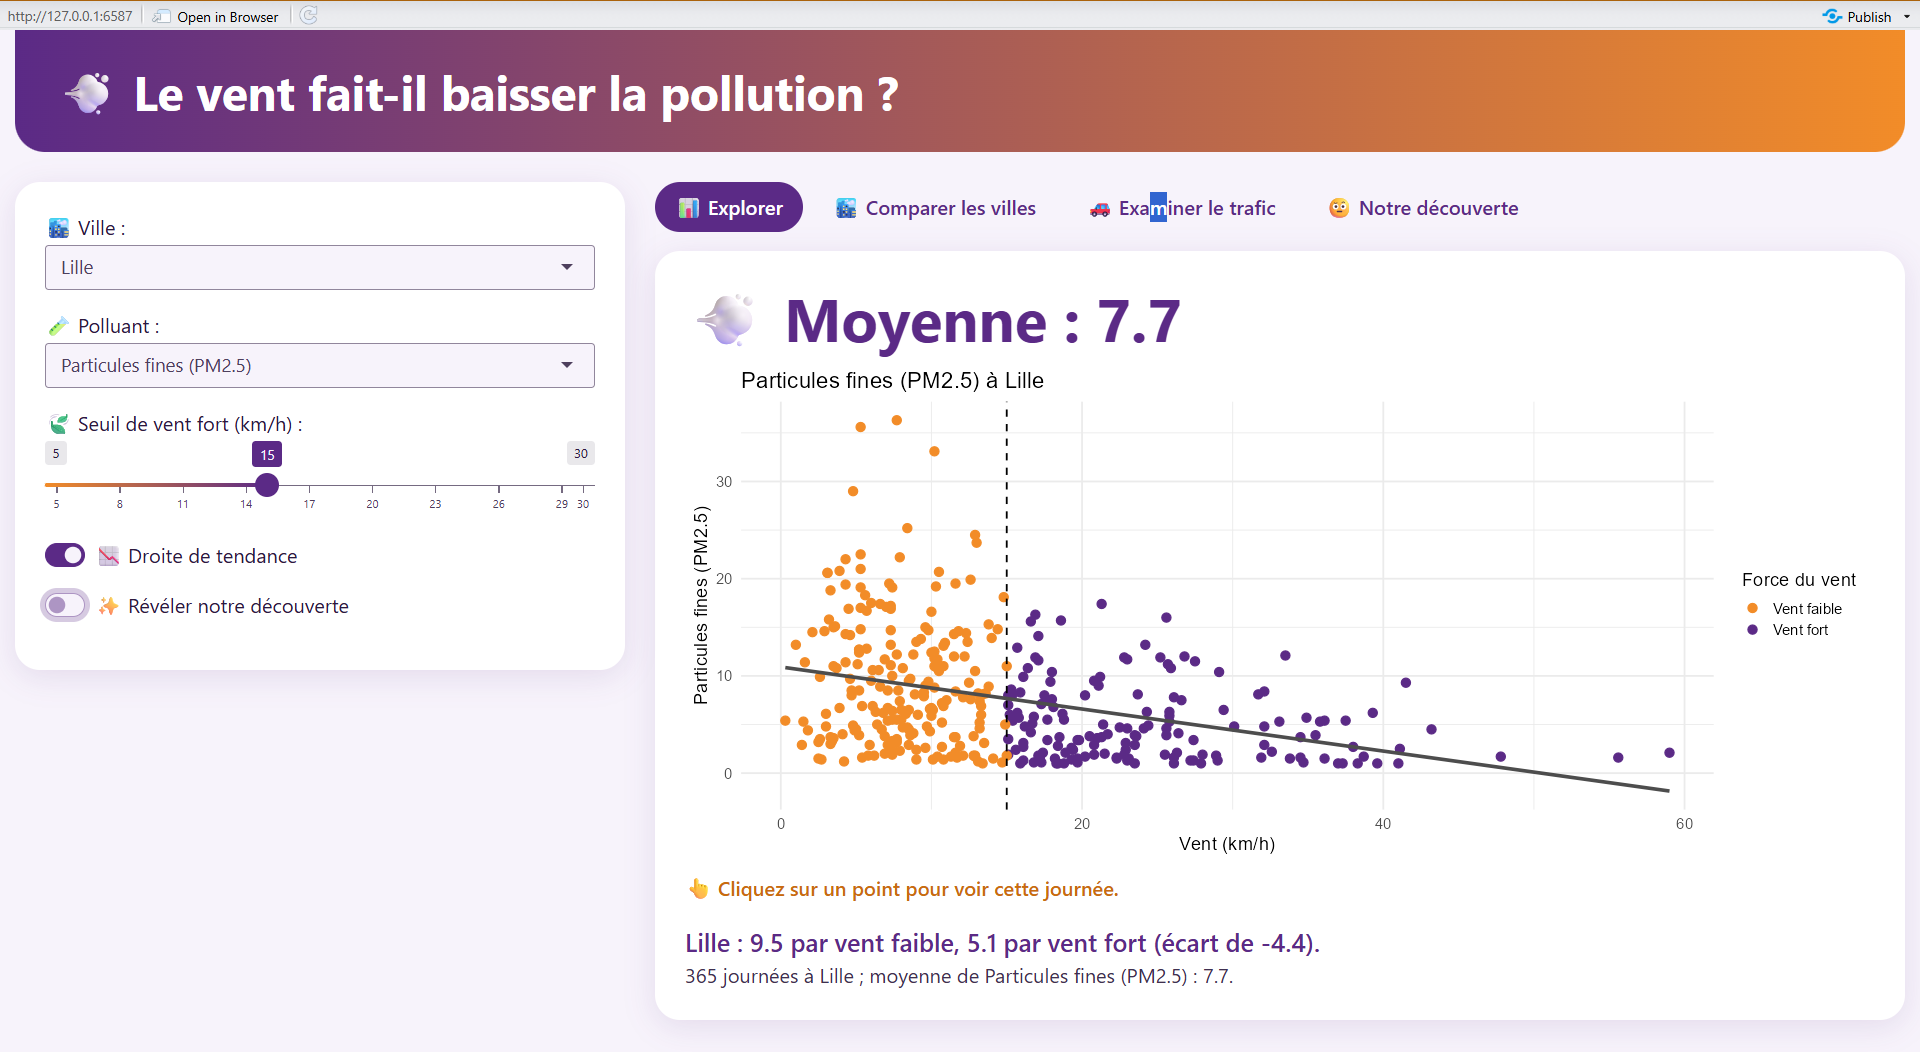 http://127.0.0.1:6587 Open in Browser Publish
Le vent fait-il baisser la pollution ?
Ville :
Lille
Polluant :
Particules fines (PM2.5)
Seuil de vent fort (km/h) :
5 15 30
5 8 11 14 17 20 23 26 29 30
Droite de tendance
Révéler notre découverte
Explorer Comparer les villes Examiner le trafic Notre découverte
Moyenne : 7.7
Particules fines (PM2.5) à Lille
Particules fines (PM2.5)
30
20
10
0
0 20 40 60
Vent (km/h)
Force du vent
Vent faible
Vent fort
Cliquez sur un point pour voir cette journée.
Lille : 9.5 par vent faible, 5.1 par vent fort (écart de -4.4).
365 journées à Lille ; moyenne de Particules fines (PM2.5) : 7.7.